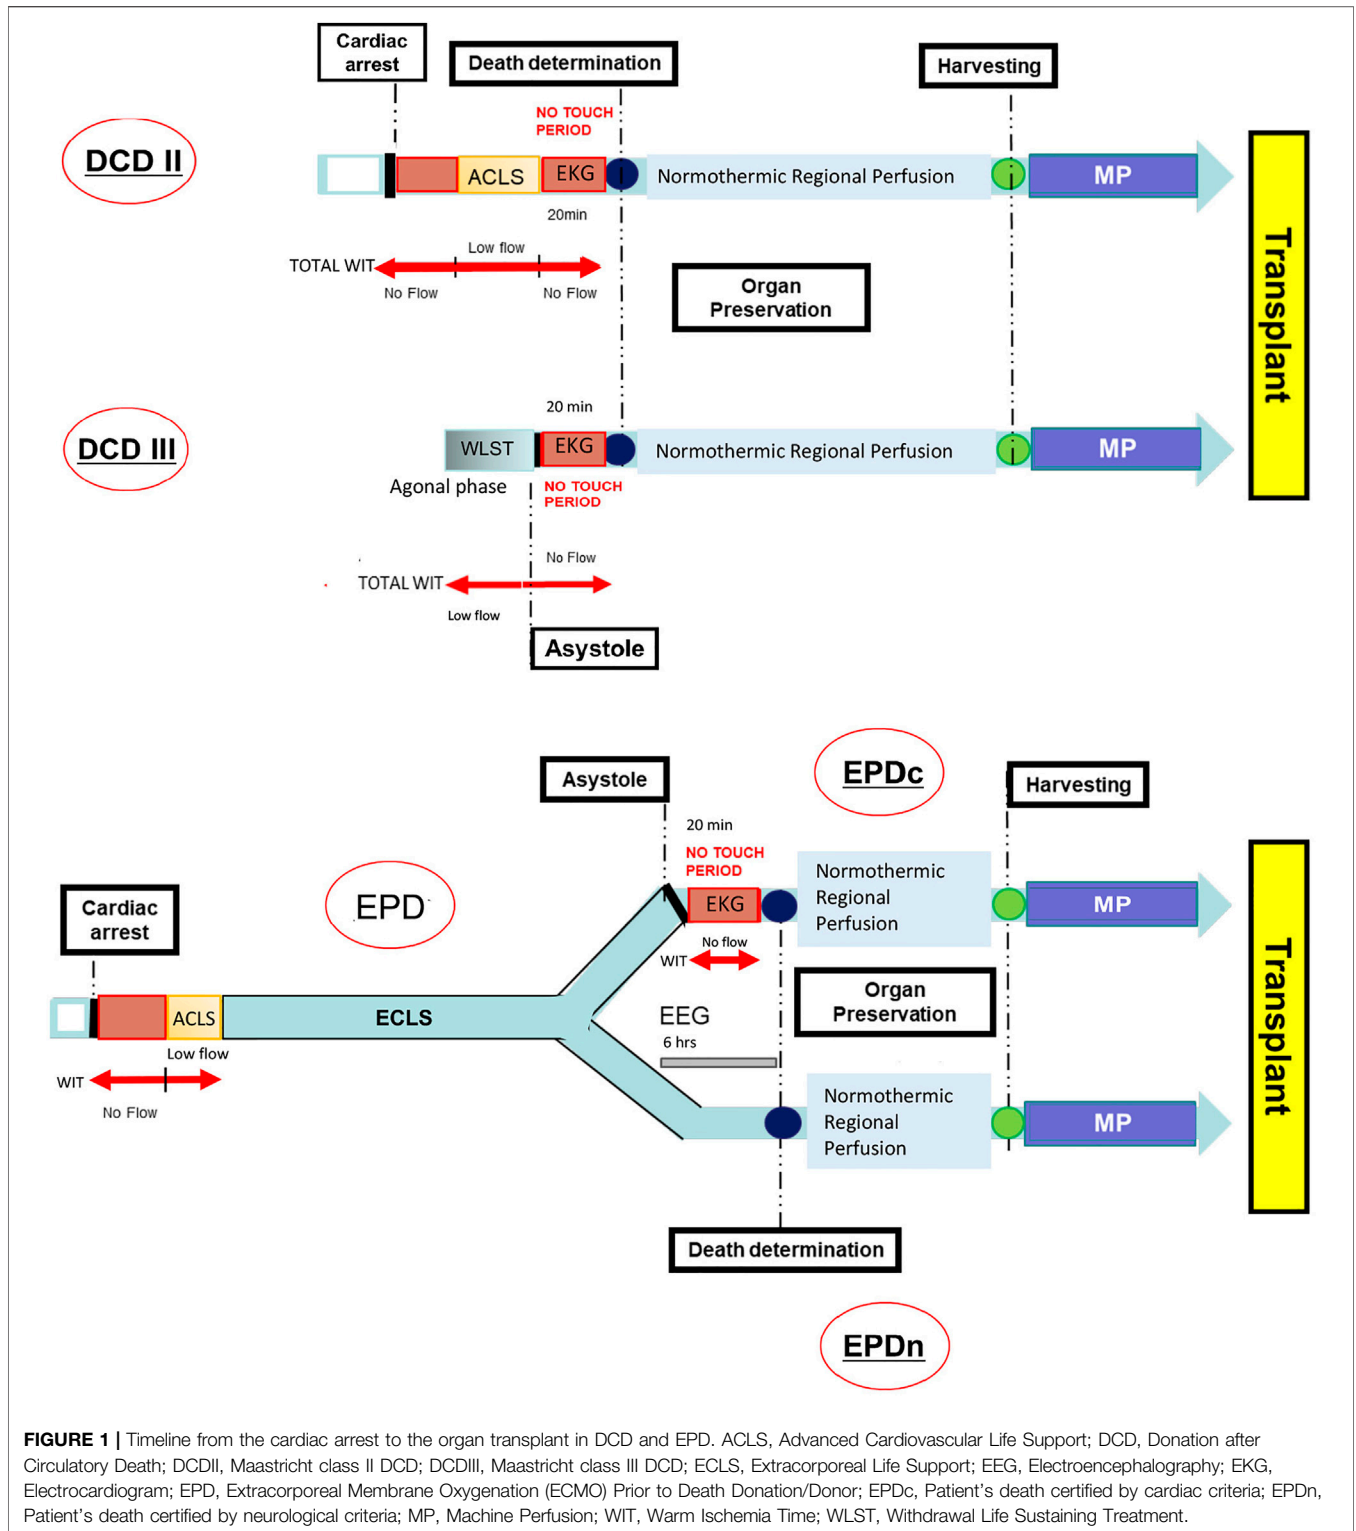 Cardiac
arrest
Death determination
Harvesting
NO TOUCH
PERIOD
DCD II
ACLS
EKG
Normothermic Regional Perfusion
MP
20min
Low flow
TOTAL WIT
No Flow
No Flow
Organ
Preservation
Transplant
20 min
DCD III
WLST
EKG
Normothermic Regional Perfusion
MP
Agonal phase
NO TOUCH
PERIOD
No Flow
TOTAL WIT
Low flow
Asystole
EPDc
Asystole
Harvesting
20 min
NO TOUCH
PERIOD
Normothermic
Regional
Perfusion
EPD
EKG
MP
Cardiac
arrest
No flow
WIT
Organ
Preservation
ACLS
ECLS
EEG
6 hrs
Low flow
WIT
No Flow
Normothermic
Regional
Perfusion
MP
Transplant
Death determination
EPDn
FIGURE 1 | Timeline from the cardiac arrest to the organ transplant in DCD and EPD. ACLS, Advanced Cardiovascular Life Support; DCD, Donation after
Circulatory Death; DCDII, Maastricht class II DCD; DCDIII, Maastricht class III DCD; ECLS, Extracorporeal Life Support; EEG, Electroencephalography; EKG,
Electrocardiogram; EPD, Extracorporeal Membrane Oxygenation (ECMO) Prior to Death Donation/Donor; EPDc, Patient's death certified by cardiac criteria; EPDn,
Patient's death certified by neurological criteria; MP, Machine Perfusion; WIT, Warm Ischemia Time; WLST, Withdrawal Life Sustaining Treatment.